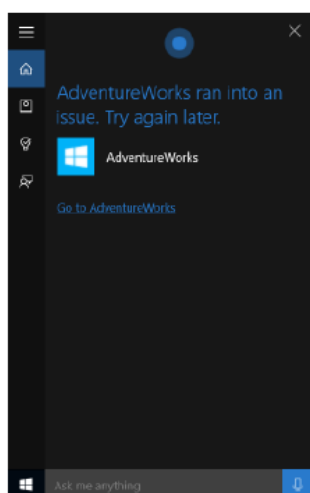 AdventureWorks ran into an
issue. Try again later.
AdventureWorks
Go to AdventureWorks
Ask me anything